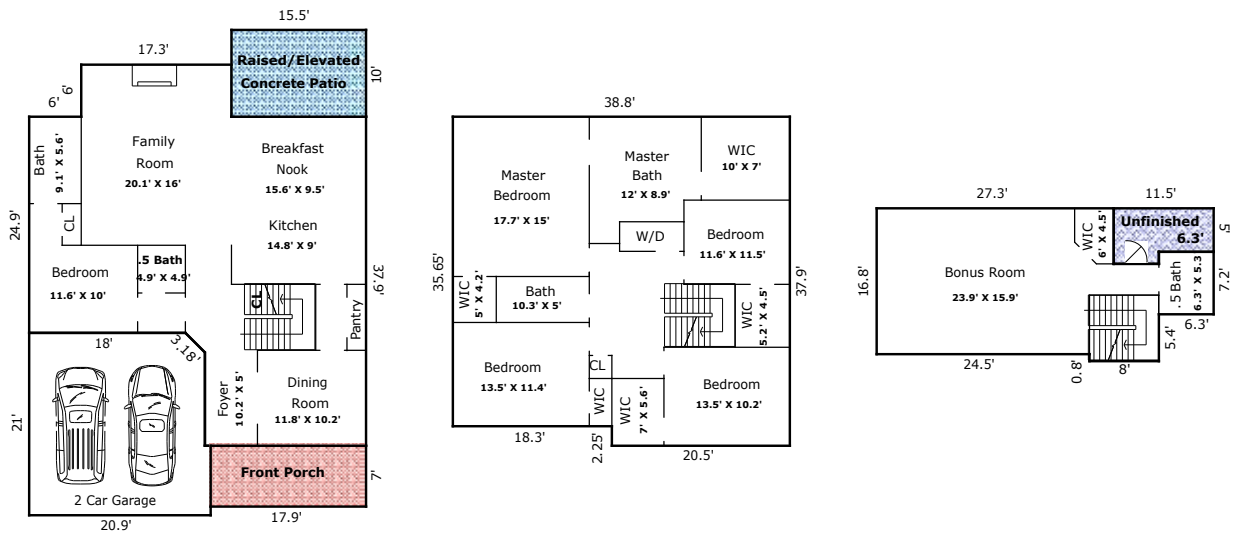 15.5'
Raised/Elevated
Concrete Patio
10'
17.3'
6'
6'
Bath
9.1' X 5.6'
Family
Room
20.1' X 16'
Breakfast
Nook
15.6' X 9.5'
24.9'
CL
Kitchen
14.8' X 9'
.5 Bath
4.9' X 4.9'
Bedroom
11.6' X 10'
37.9'
CL
Pantry
18'
3.18'
Foyer
10.2' X 5'
Dining
Room
11.8' X 10.2'
21'
Front Porch
7'
2 Car Garage
20.9'
17.9'
38.8'
Master
Bedroom
17.7' X 15'
Master
Bath
12' X 8.9'
WIC
10' X 7'
W/D
Bedroom
11.6' X 11.5'
35.65'
37.9'
WIC
5' X 4.2'
Bath
10.3' X 5'
WIC
5.2' X 4.5'
Bedroom
13.5' X 11.4'
CL
WIC
WIC
7' X 5.6'
Bedroom
13.5' X 10.2'
18.3'
2.25'
20.5'
27.3'
11.5'
WIC
6' X 4.5'
Unfinished
6.3'
5'
16.8'
Bonus Room
23.9' X 15.9'
.5 Bath
6.3' X 5.3
7.2'
6.3'
5.4'
24.5'
0.8'
8'